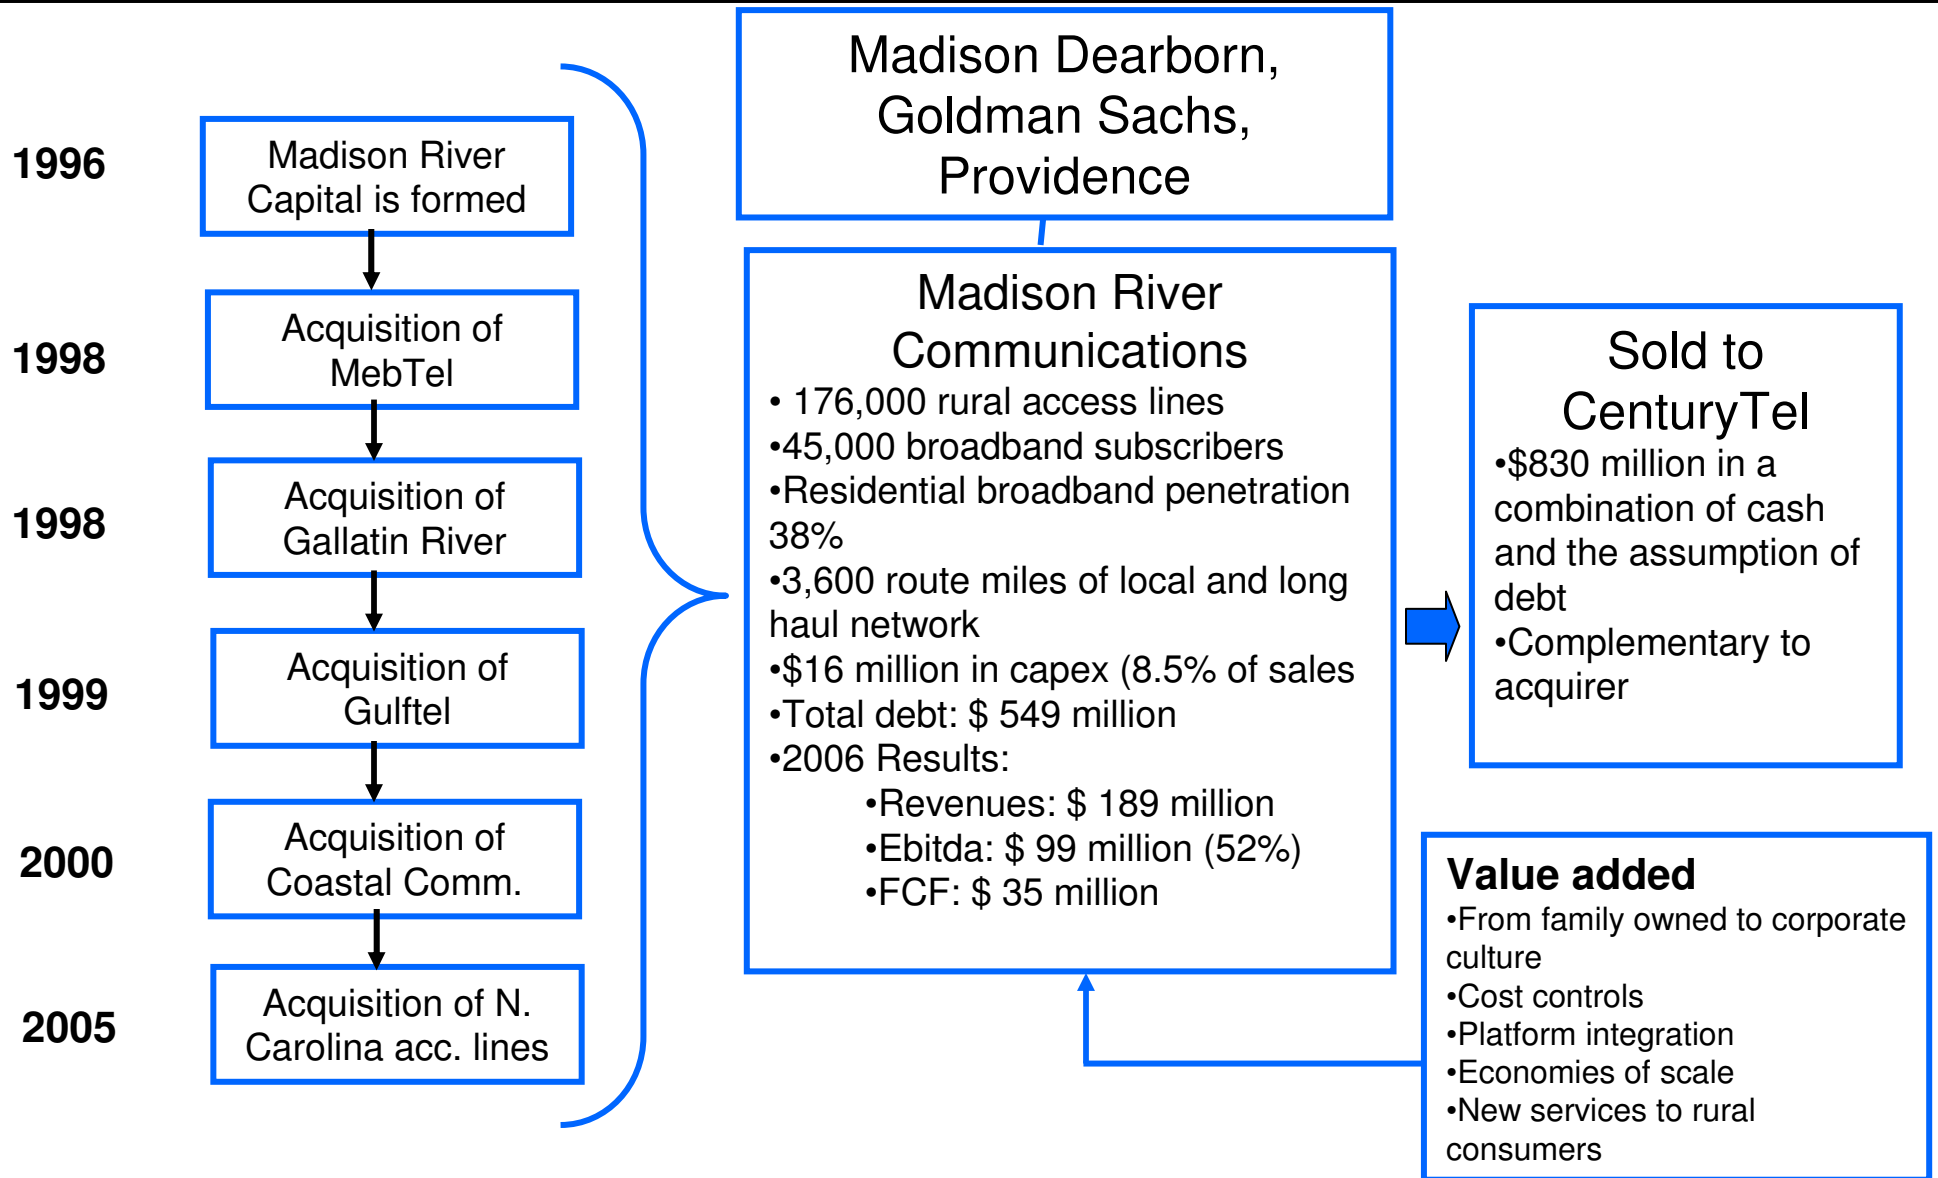 1996
Madison River
Capital is formed
1998
Acquisition of
MebTel
1998
Acquisition of
Gallatin River
1999
Acquisition of
Gulftel
2000
Acquisition of
Coastal Comm.
2005
Acquisition of N.
Carolina acc. lines
Madison Dearborn,
Goldman Sachs,
Providence
Madison River
Communications
• 176,000 rural access lines
•45,000 broadband subscribers
•Residential broadband penetration
38%
•3,600 route miles of local and long
haul network
•$16 million in capex (8.5% of sales
•Total debt: $ 549 million
•2006 Results:
•Revenues: $ 189 million
•Ebitda: $ 99 million (52%)
•FCF: $ 35 million
Sold to
CenturyTel
•$830 million in a
combination of cash
and the assumption of
debt
•Complementary to
acquirer
Value added
•From family owned to corporate
culture
•Cost controls
•Platform integration
•Economies of scale
•New services to rural
consumers